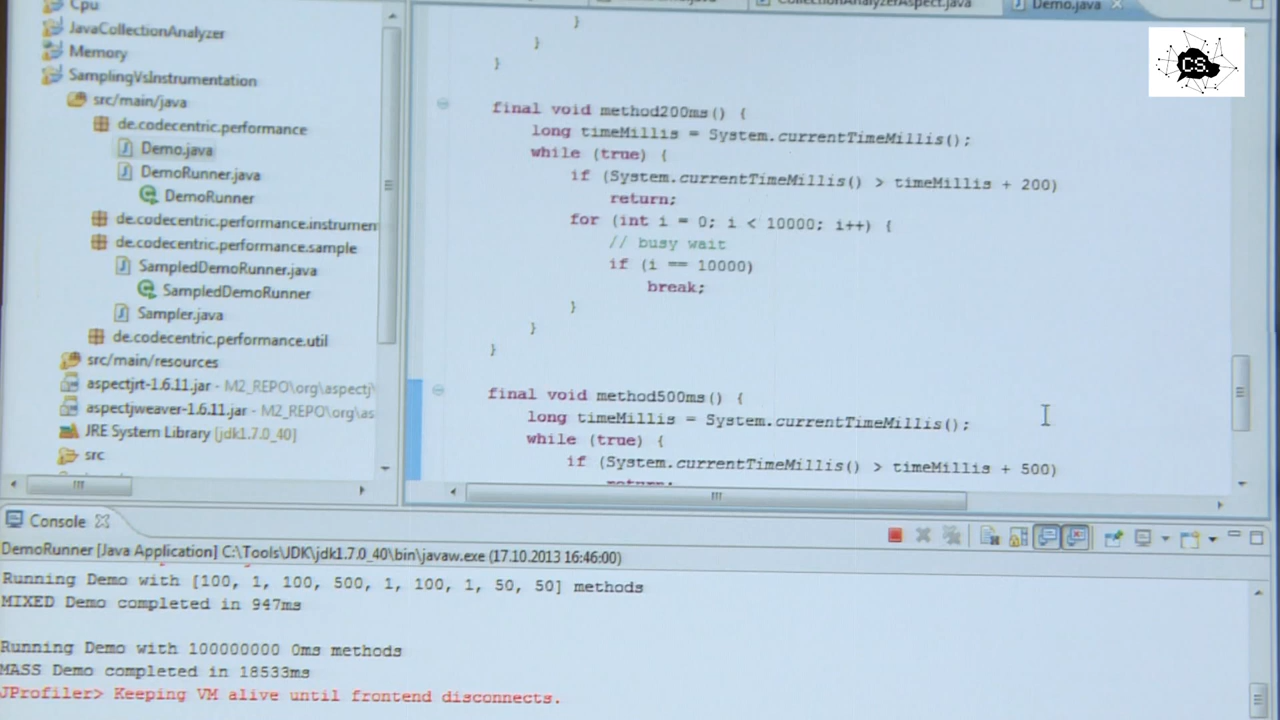 Cpu
JavaCollectionAnalyzer
Memory
SamplingVsInstrumentation
src/main/java
de.codecentric.performance
Demo.java
DemoRunner.java
DemoRunner
de.codecentric.performance.instrumen
de.codecentric.performance.sample
SampledDemoRunner.java
SampledDemoRunner
Sampler.java
de.codecentric.performance.util
src/main/resources
aspectjrt-1.6.11.jar - M2_REPO\org\aspectj\
aspectjweaver-1.6.11.jar - M2_REPO\org\as
JRE System Library [jdk1.7.0_40]
src
CollectionAnalyzerAspect.java
Demo.java
}
}
}
final void method200ms() {
long timeMillis = System.currentTimeMillis();
while (true) {
if (System.currentTimeMillis() > timeMillis + 200)
return;
for (int i = 0; i < 10000; i++) {
// busy wait
if (i == 10000)
break;
}
}
}
final void method500ms() {
long timeMillis = System.currentTimeMillis();
while (true) {
if (System.currentTimeMillis() > timeMillis + 500)
return;
CS.
Console
DemoRunner [Java Application] C:\Tools\JDK\jdk1.7.0_40\bin\javaw.exe (17.10.2013 16:46:00)
Running Demo with [100, 1, 100, 500, 1, 100, 1, 50, 50] methods
MIXED Demo completed in 947ms
Running Demo with 100000000 0ms methods
MASS Demo completed in 18533ms
JProfiler> Keeping VM alive until frontend disconnects.